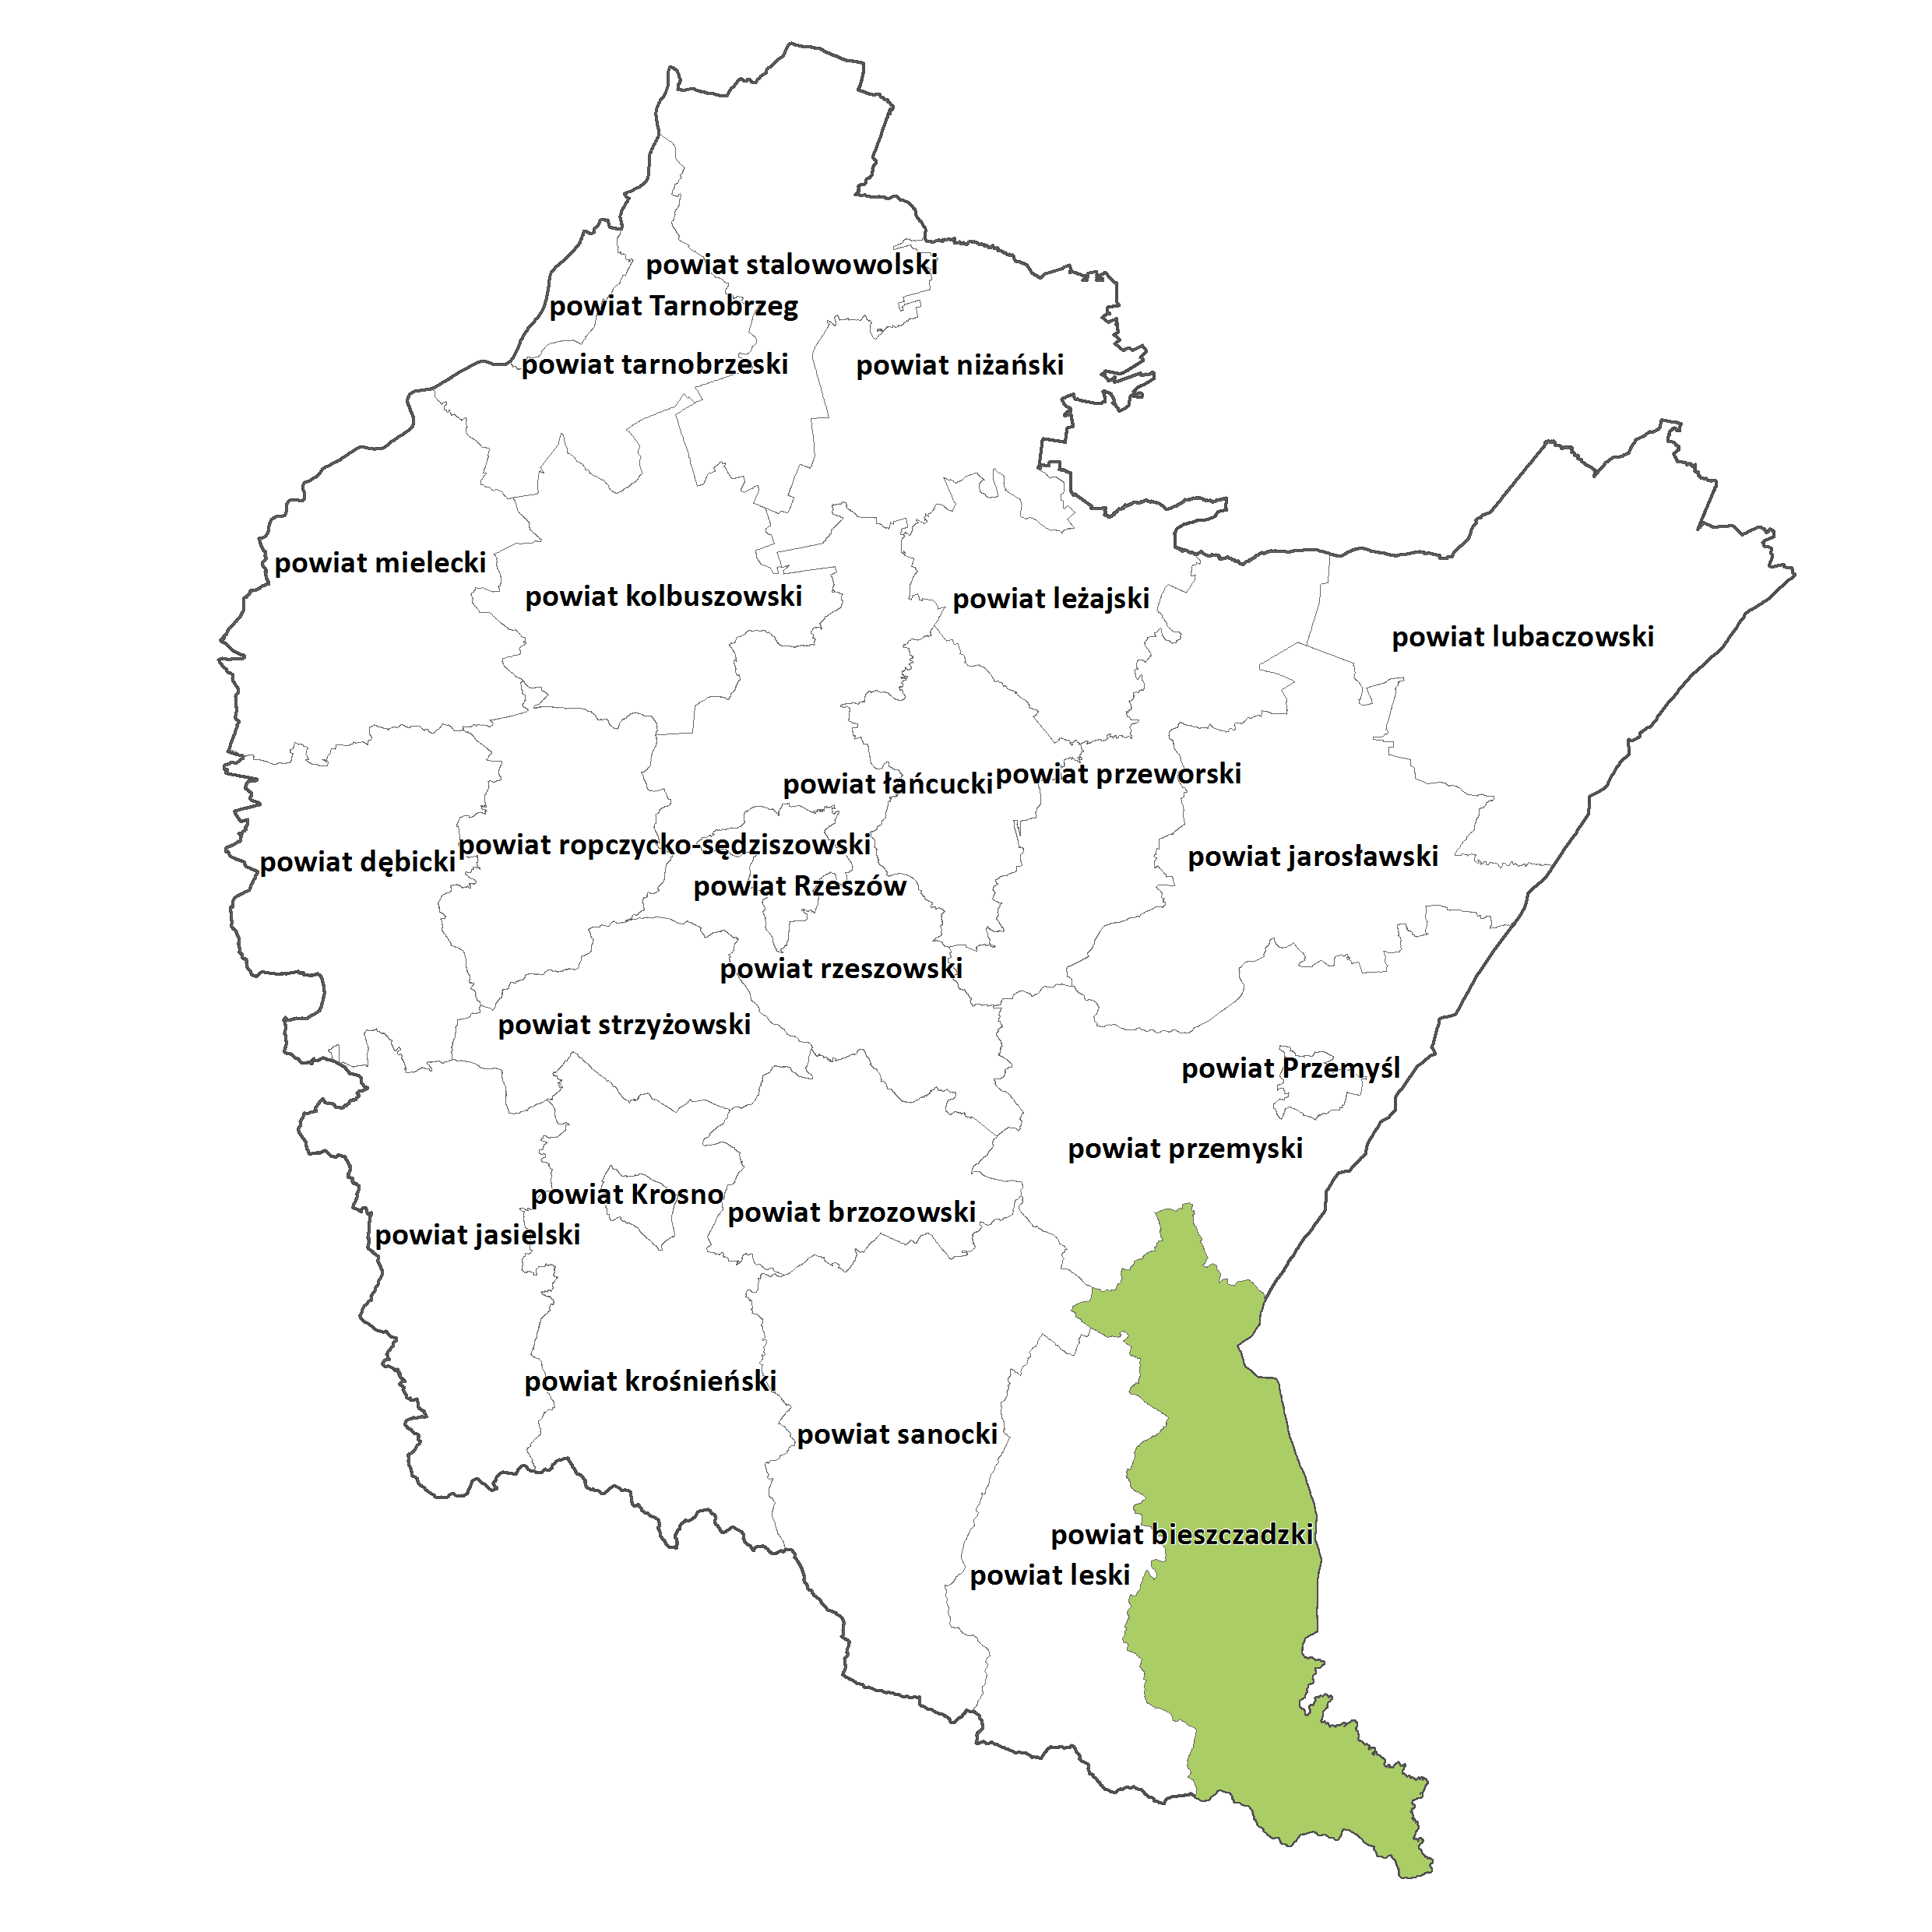 powiat stalowowolski
powiat Tarnobrzeg
powiat tarnobrzeski
powiat niżański
powiat mielecki
powiat kolbuszowski
powiat leżajski
powiat lubaczowski
powiat przeworski
powiat łańcucki
powiat ropczycko-sędziszowski
powiat jarosławski
powiat dębicki
powiat Rzeszów
powiat rzeszowski
powiat strzyżowski
powiat Przemyśl
powiat przemyski
powiat Krosno
powiat brzozowski
powiat jasielski
powiat krośnieński
powiat sanocki
powiat bieszczadzki
powiat leski